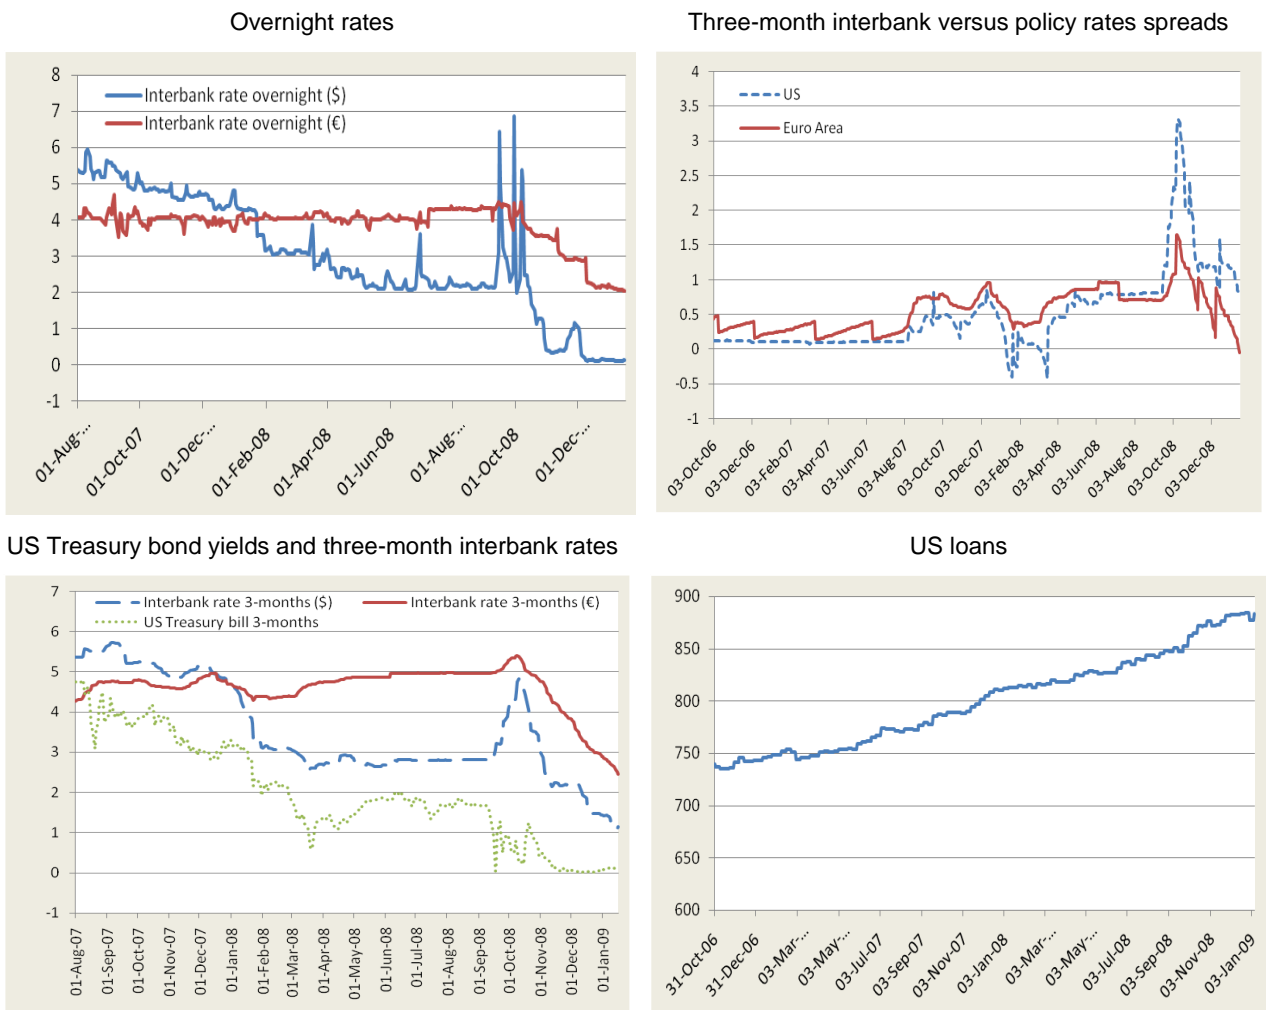 Overnight rates
8
7
6
5
4
3
2
1
0
-1
Interbank rate overnight ($)
Interbank rate overnight (€)
01-Aug-...
01-Oct-07
01-Dec-...
01-Feb-08
01-Apr-08
01-Jun-08
01-Aug-...
01-Oct-08
01-Dec-...
Three-month interbank versus policy rates spreads
4
3.5
3
2.5
2
1.5
1
0.5
0
-0.5
-1
US
Euro Area
03-Oct-06
03-Dec-06
03-Feb-07
03-Apr-07
03-Jun-07
03-Aug-07
03-Oct-07
03-Dec-07
03-Feb-08
03-Apr-08
03-Jun-08
03-Aug-08
03-Oct-08
03-Dec-08
US Treasury bond yields and three-month interbank rates
7
6
5
4
3
2
1
0
-1
Interbank rate 3-months ($)
Interbank rate 3-months (€)
US Treasury bill 3-months
01-Aug-07
01-Sep-07
01-Oct-07
01-Nov-07
01-Dec-07
01-Jan-08
01-Feb-08
01-Mar-08
01-Apr-08
01-May-08
01-Jun-08
01-Jul-08
01-Aug-08
01-Sep-08
01-Oct-08
01-Nov-08
01-Dec-08
01-Jan-09
US loans
900
850
800
750
700
650
600
31-Oct-06
31-Dec-06
03-Mar-...
03-May-...
03-Jul-07
03-Sep-07
03-Nov-07
03-Jan-08
03-Mar-...
03-May-...
03-Jul-08
03-Sep-08
03-Nov-08
03-Jan-09